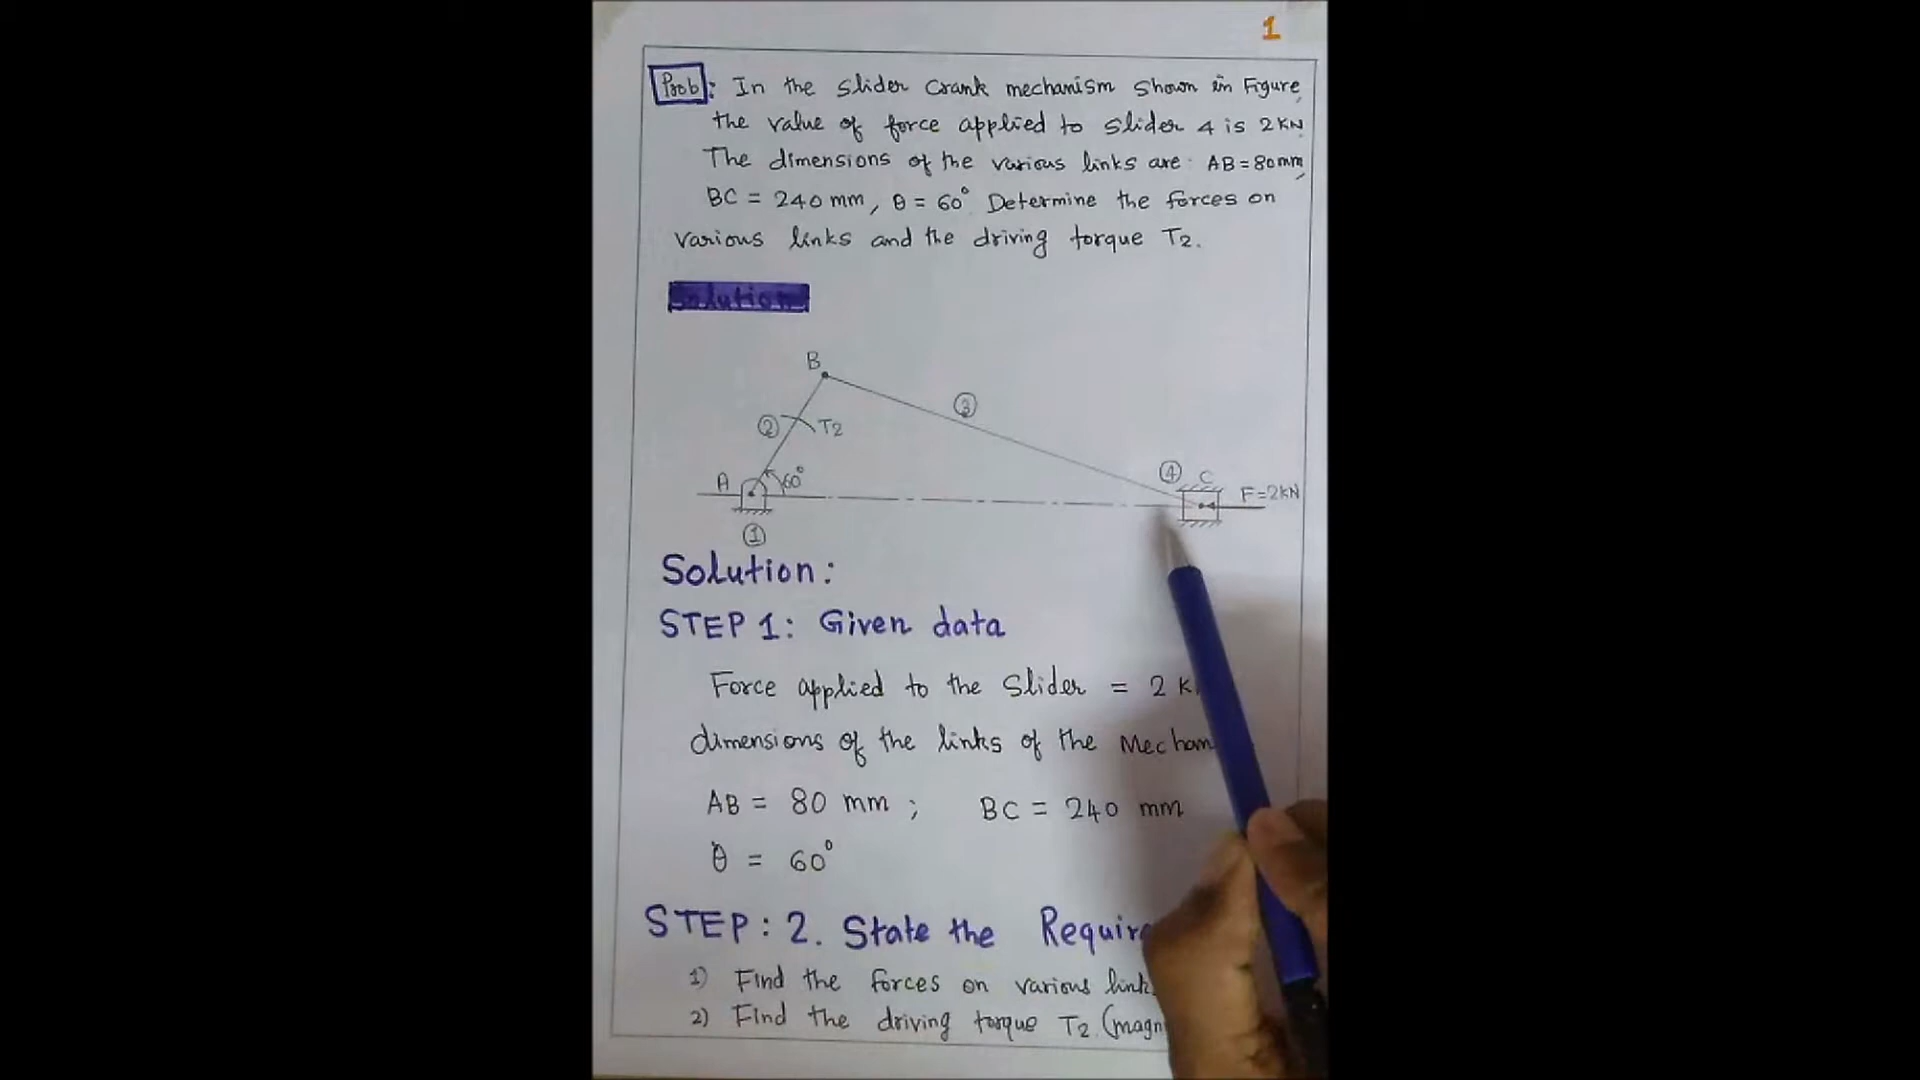 1
Prob : In the slider crank mechanism shown in Figure,
the value of force applied to slider 4 is 2KN.
The dimensions of the various links are: AB = 80mm,
BC = 240 mm, θ = 60° Determine the forces on
various links and the driving torque T2.
Solution
B
3
2
T2
4
C
A
60°
F=2KN
1
Solution:
STEP 1: Given data
Force applied to the slider = 2
dimensions of the links of the
AB = 80 mm ; BC = 240 mm
θ = 60°
STEP: 2. State the
1) Find the forces on various
2) Find the driving torque T2.